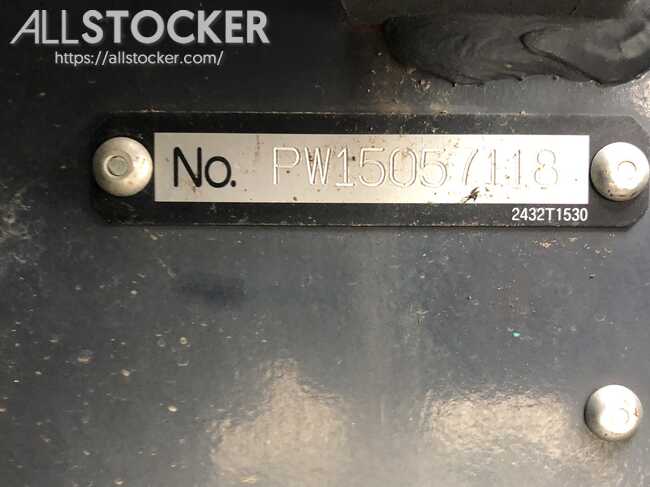 ALLSTOCKER
https://allstocker.com/
No. PW15057118
2432T1530